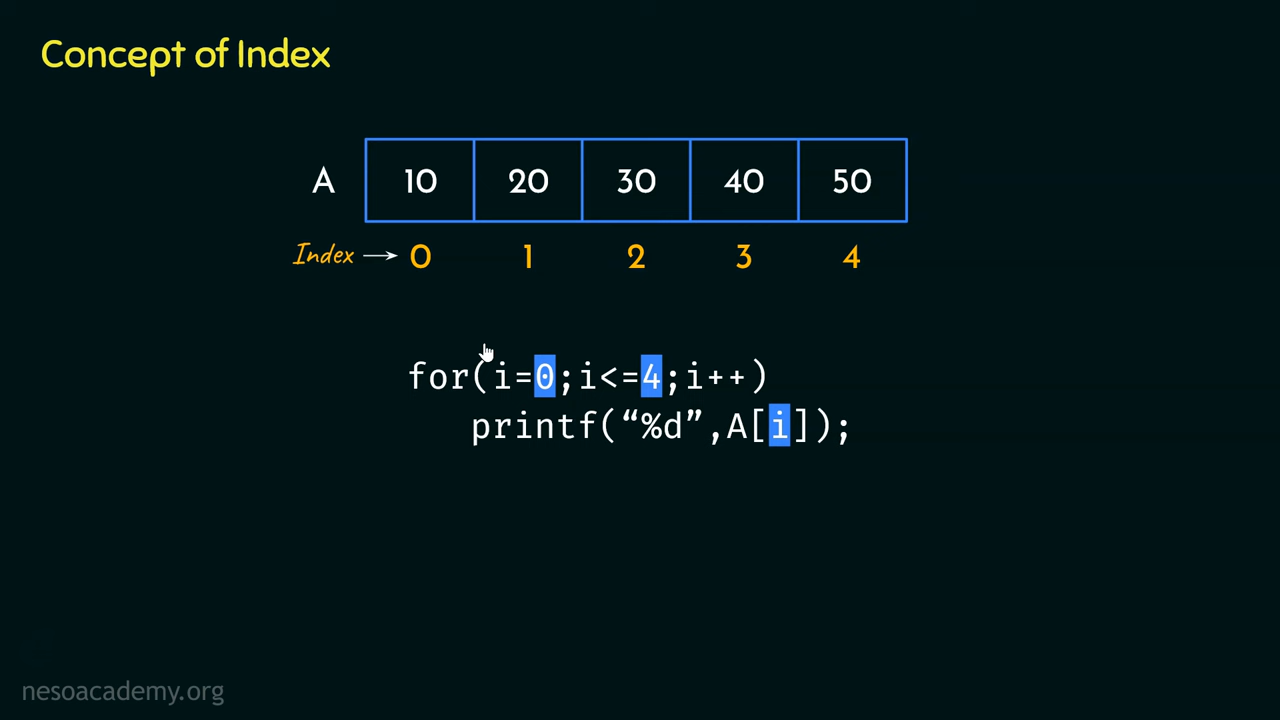 Concept of Index
A 10 20 30 40 50
Index → 0 1 2 3 4
for(i=0;i<=4;i++)
printf(“%d”,A[i]);
nesoacademy.org